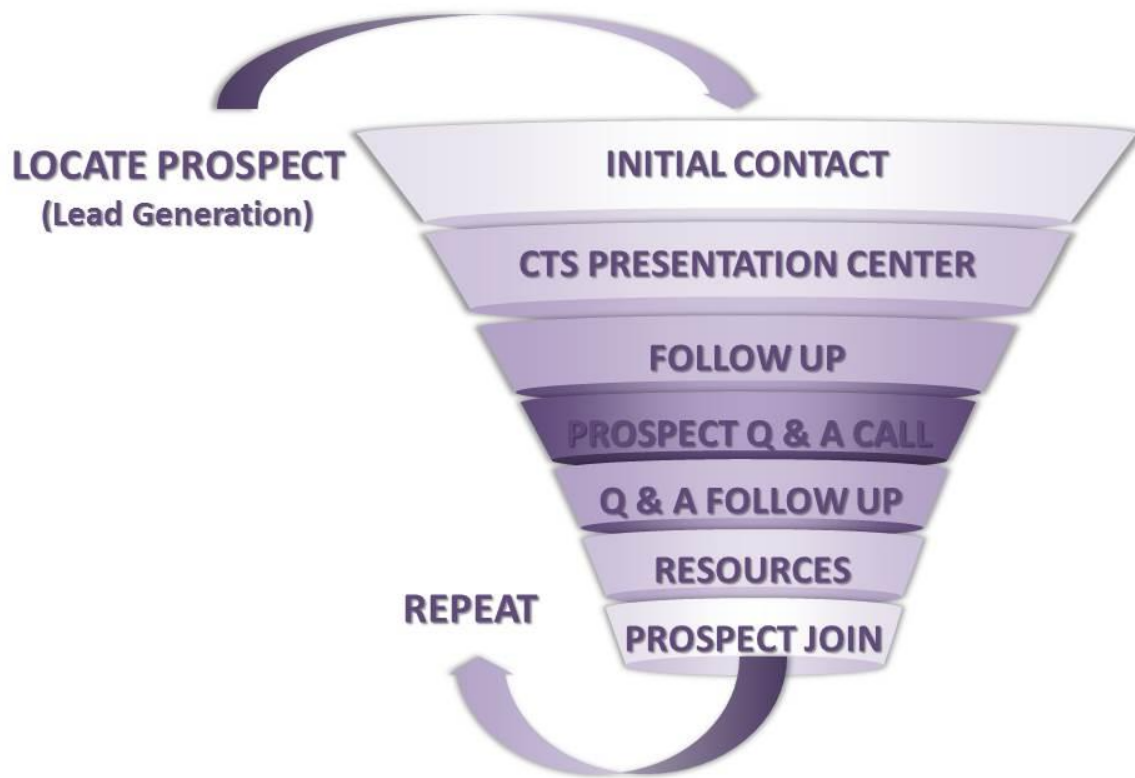 LOCATE PROSPECT
(Lead Generation)
INITIAL CONTACT
CTS PRESENTATION CENTER
FOLLOW UP
PROSPECT Q & A CALL
Q & A FOLLOW UP
RESOURCES
PROSPECT JOIN
REPEAT